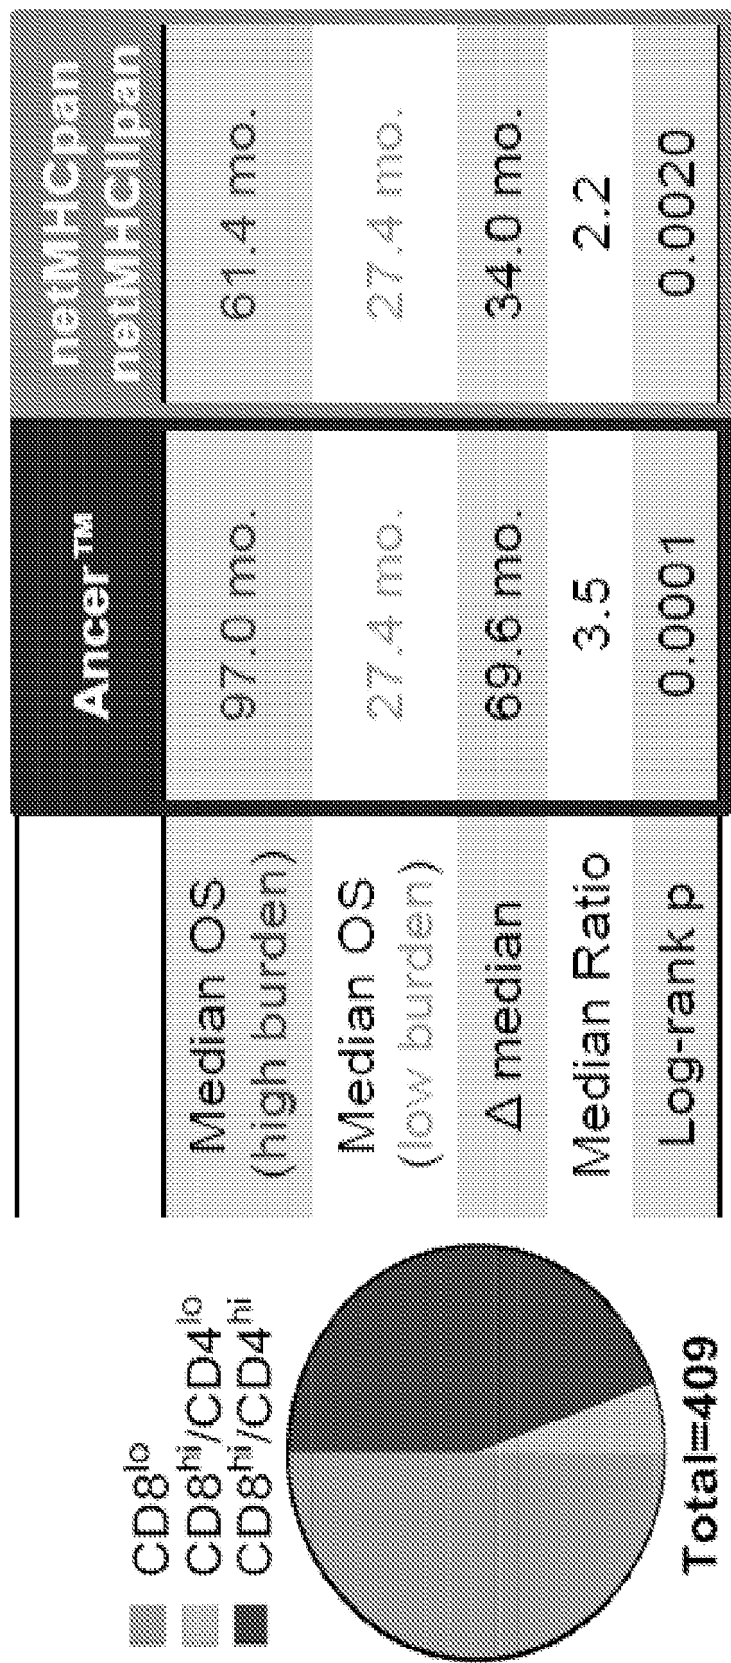 CD8lo
CD8hi/CD4lo
CD8hi/CD4hi
Total=409
Ancer™
netMHCpan
netMHCIIpan
Median OS
(high burden)
97.0 mo.
61.4 mo.
Median OS
(low burden)
27.4 mo.
27.4 mo.
Δ median
69.6 mo.
34.0 mo.
Median Ratio
3.5
2.2
Log-rank p
0.0001
0.0020